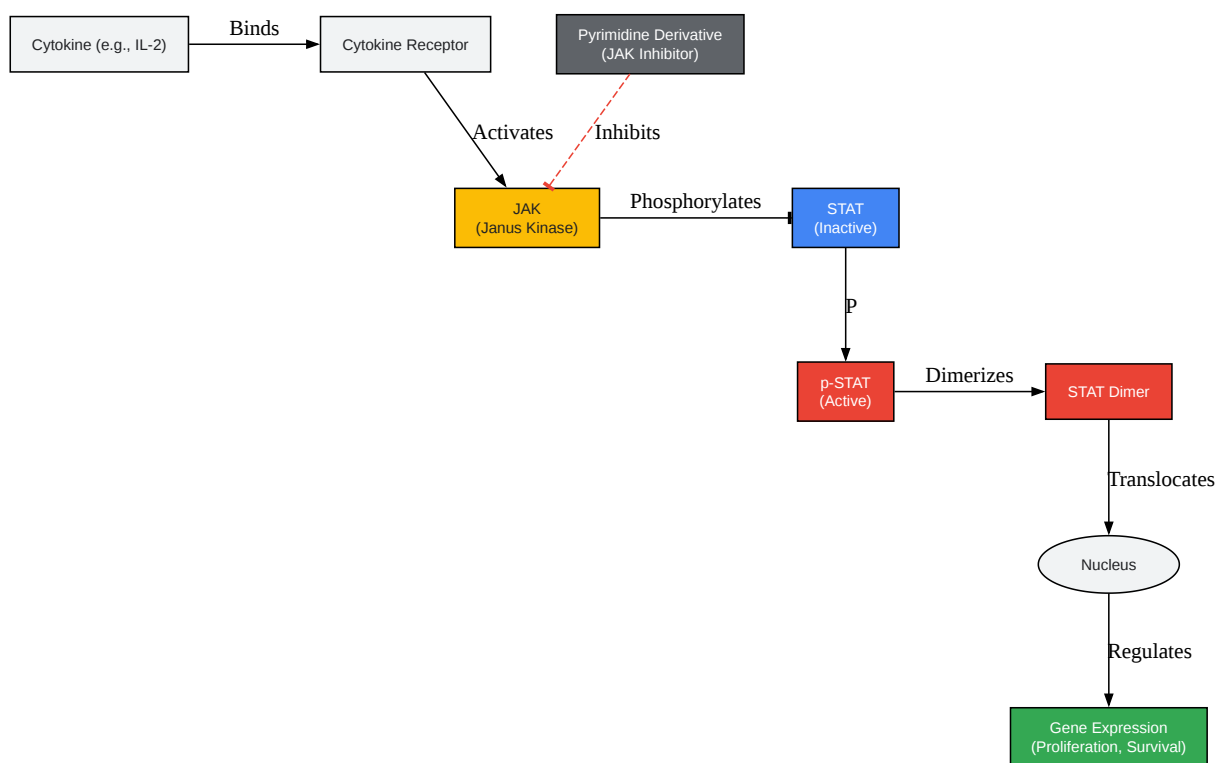 Cytokine (e.g., IL-2)
Binds
Cytokine Receptor
Pyrimidine Derivative
(JAK Inhibitor)
Activates
Inhibits
JAK
(Janus Kinase)
Phosphorylates
STAT
(Inactive)
P
p-STAT
(Active)
Dimerizes
STAT Dimer
Translocates
Nucleus
Regulates
Gene Expression
(Proliferation, Survival)